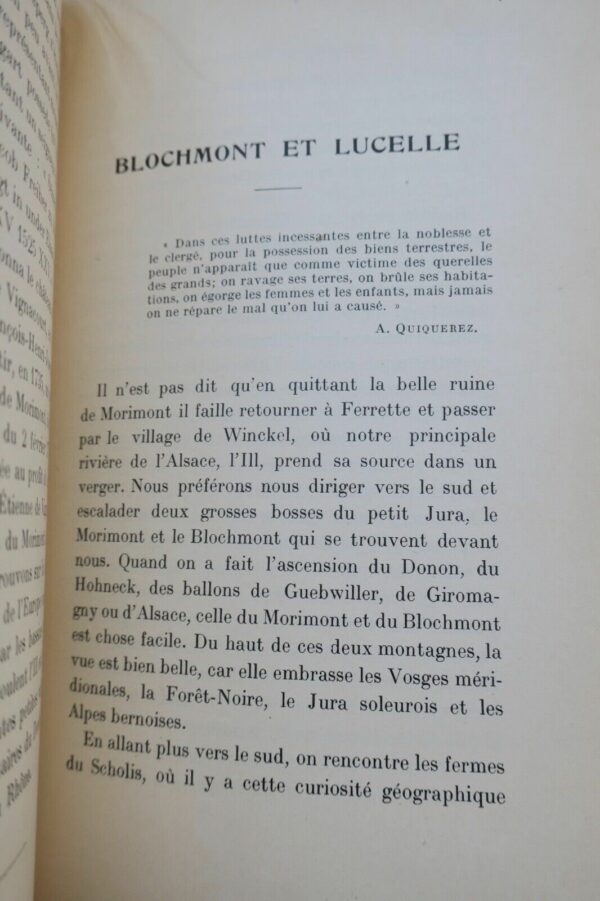 BLOCHMONT ET LUCELLE
« Dans ces luttes incessantes entre la noblesse et
le clergé, pour la possession des biens terrestres, le
peuple n'apparaît que comme victime des querelles
des grands; on ravage ses terres, on brûle ses habita-
tions, on égorge les femmes et les enfants, mais jamais
on ne répare le mal qu'on lui a causé. »
A. QUIQUEREZ.
Il n'est pas dit qu'en quittant la belle ruine
de Morimont il faille retourner à Ferrette et passer
par le village de Winckel, où notre principale
rivière de l'Alsace, l'Ill, prend sa source dans un
verger. Nous préférons nous diriger vers le sud et
escalader deux grosses bosses du petit Jura, le
Morimont et le Blochmont qui se trouvent devant
nous. Quand on a fait l'ascension du Donon, du
Hohneck, des ballons de Guebwiller, de Giroma-
gny ou d'Alsace, celle du Morimont et du Blochmont
est chose facile. Du haut de ces deux montagnes, la
vue est bien belle, car elle embrasse les Vosges méri-
dionales, la Forêt-Noire, le Jura soleurois et les
Alpes bernoises.
En allant plus vers le sud, on rencontre les fermes
du Scholis, où il y a cette curiosité géographique